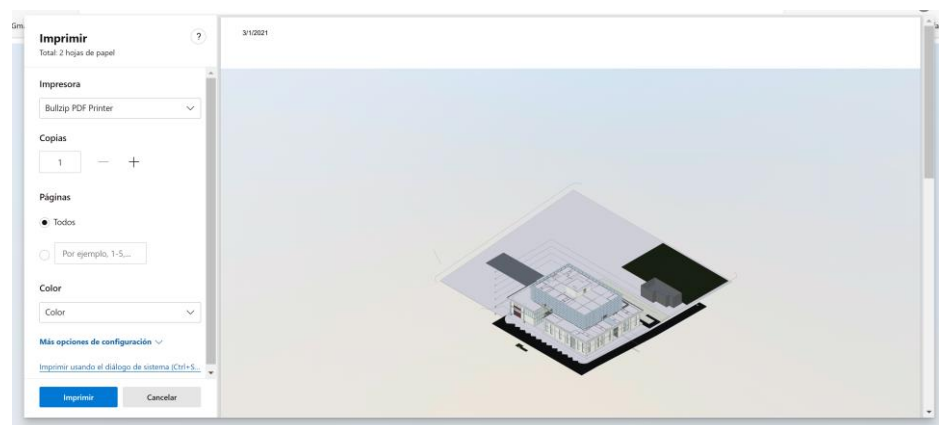 Gm
Imprimir
?
Total: 2 hojas de papel
Impresora
Bullzip PDF Printer
Copias
1
Páginas
Todos
Por ejemplo, 1-5,...
Color
Color
Más opciones de configuración
Imprimir usando el diálogo de sistema (Ctrl+S...
Imprimir
Cancelar
3/1/2021